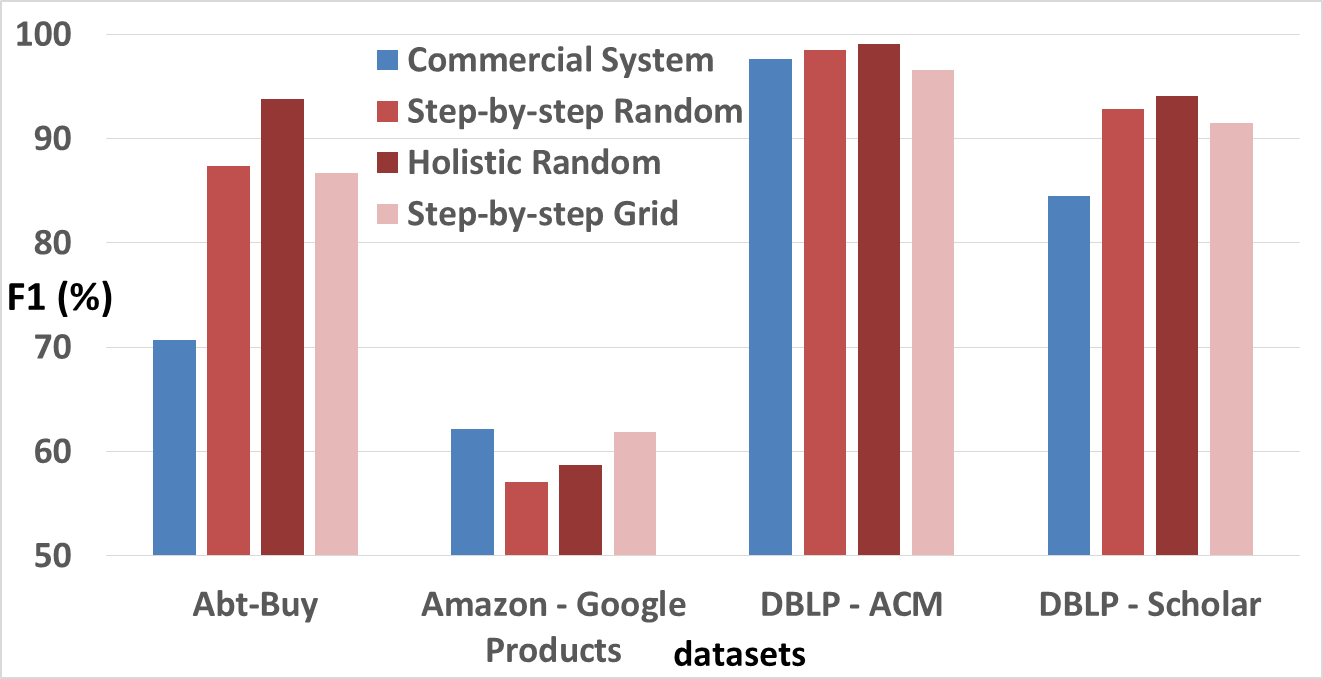 100
90
80
70
60
50
F1 (%)
Commercial System
Step-by-step Random
Holistic Random
Step-by-step Grid
Abt-Buy
Amazon - Google
Products
DBLP - ACM
DBLP - Scholar
datasets